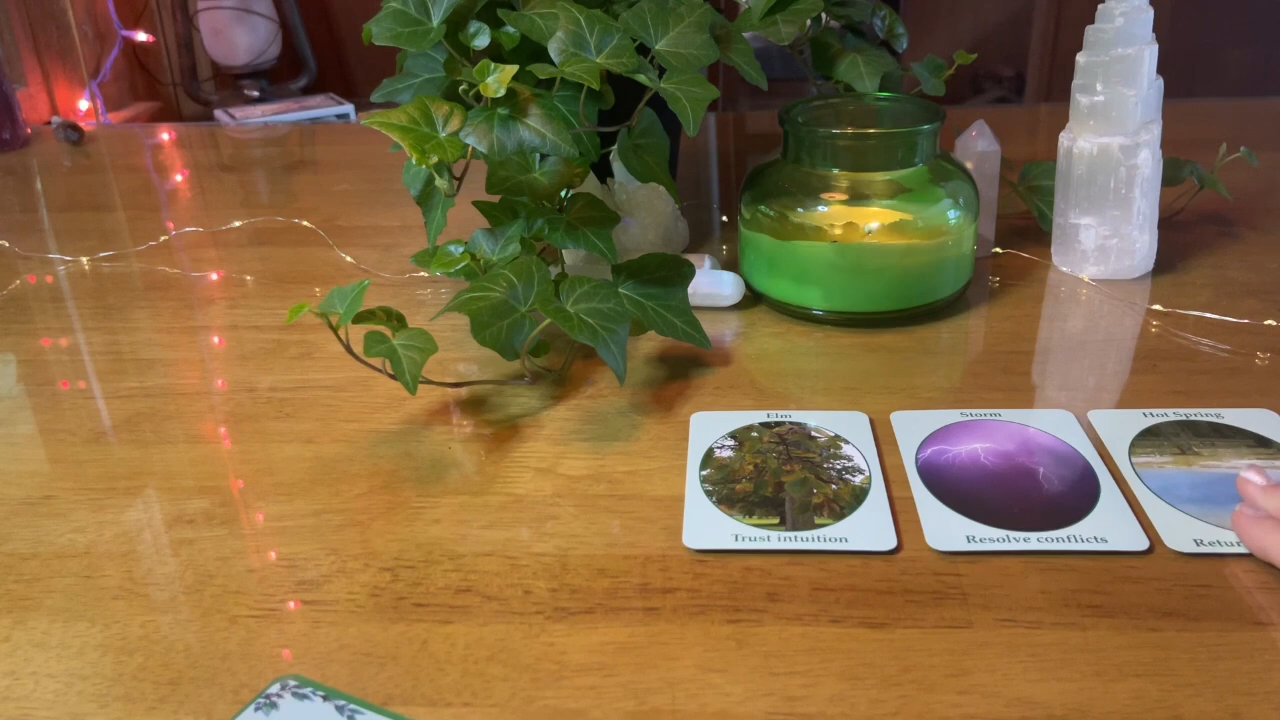 Elm
Trust intuition
Storm
Resolve conflicts
Hot Spring